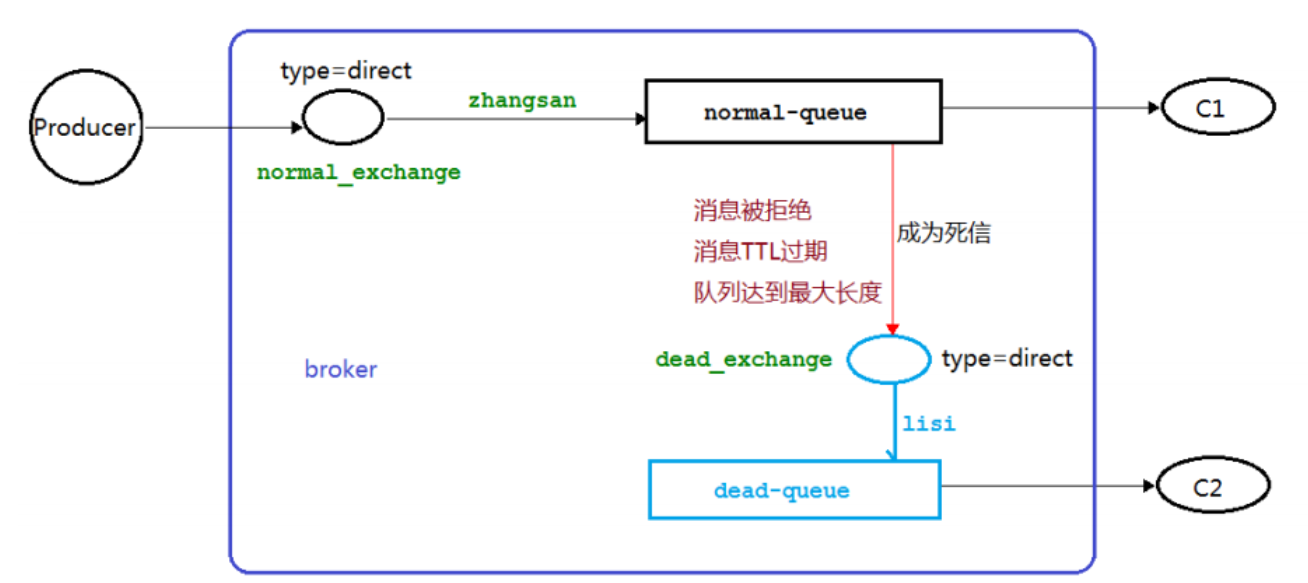 type=direct
Producer
zhangsan
normal-queue
C1
normal_exchange
消息被拒绝
消息TTL过期
队列达到最大长度
成为死信
broker
dead_exchange
type=direct
lisi
dead-queue
C2